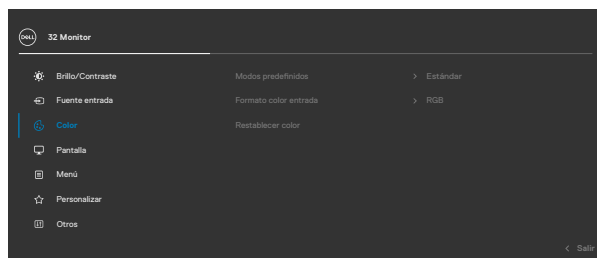 DELL 32 Monitor
Brillo/Contraste Modos predefinidos > Estándar
Fuente entrada Formato color entrada > RGB
Color Restablecer color
Pantalla
Menú
Personalizar
Otros
< Salir